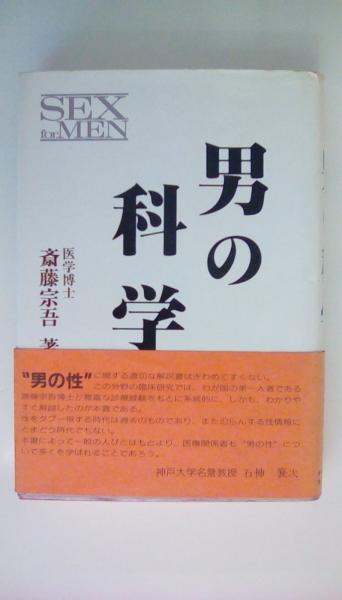 SEX
for MEN
男の
科学
医学博士
斎藤宗吾 著
"男の性"に関する適切な解説書はきわめてすくない。
この分野の臨床研究では、わが国の第一人者である
斎藤宗吾博士が豊富な診療経験をもとに系統的に、しかも、わかりや
すく解説したのが本書である。
性をタブー視する時代は過去のものであり、またはんらんする性情報に
とまどう時代でもない。
本書によって一般の人びとはもとより、医療関係者も"男の性"につ
いて多くを学ばれることであろう。
神戸大学名誉教授 石神 襄次